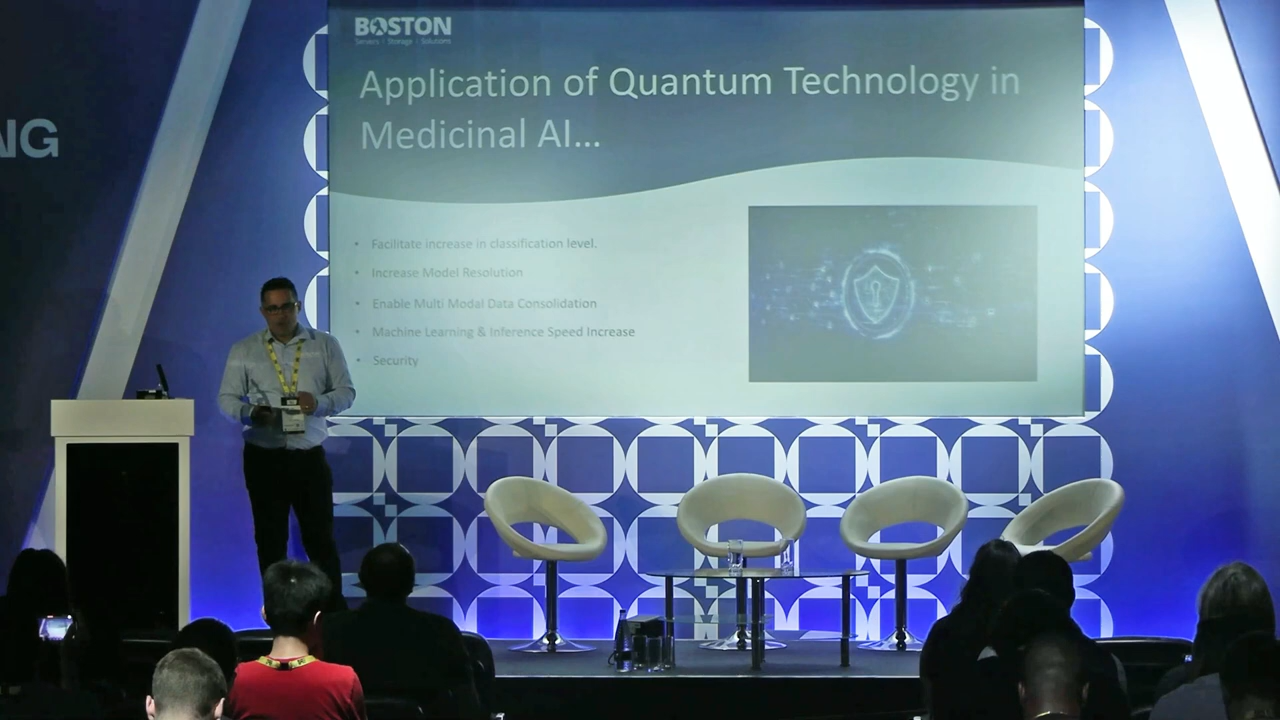 NG
BOSTON
Servers | Storage | Solutions
Application of Quantum Technology in
Medicinal AI...
• Facilitate increase in classification level.
• Increase Model Resolution
• Enable Multi Modal Data Consolidation
• Machine Learning & Inference Speed Increase
• Security